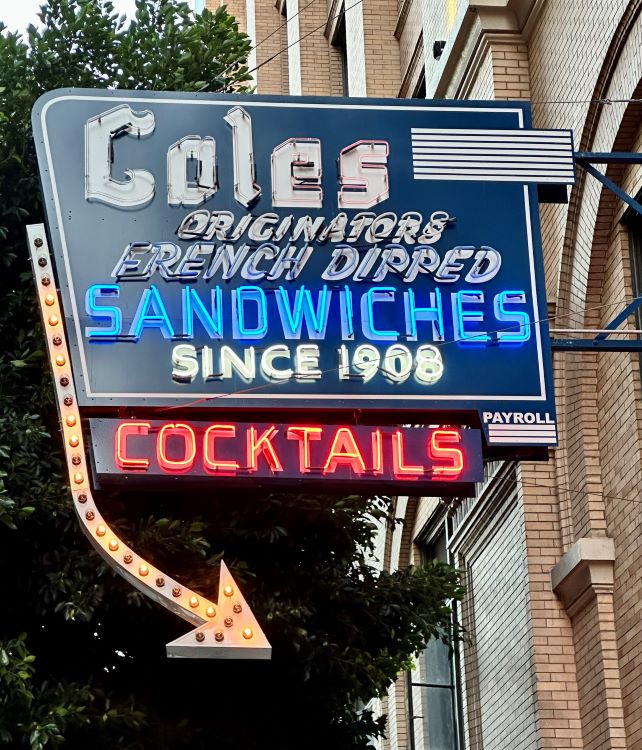 Coles
ORIGINATORS
FRENCH DIPPED
SANDWICHES
SINCE 1908
PAYROLL
COCKTAILS